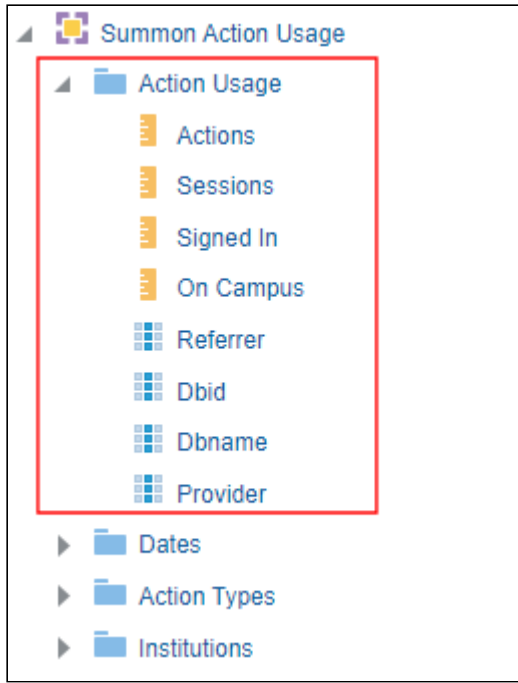 Summon Action Usage
Action Usage
Actions
Sessions
Signed In
On Campus
Referrer
Dbid
Dbname
Provider
Dates
Action Types
Institutions